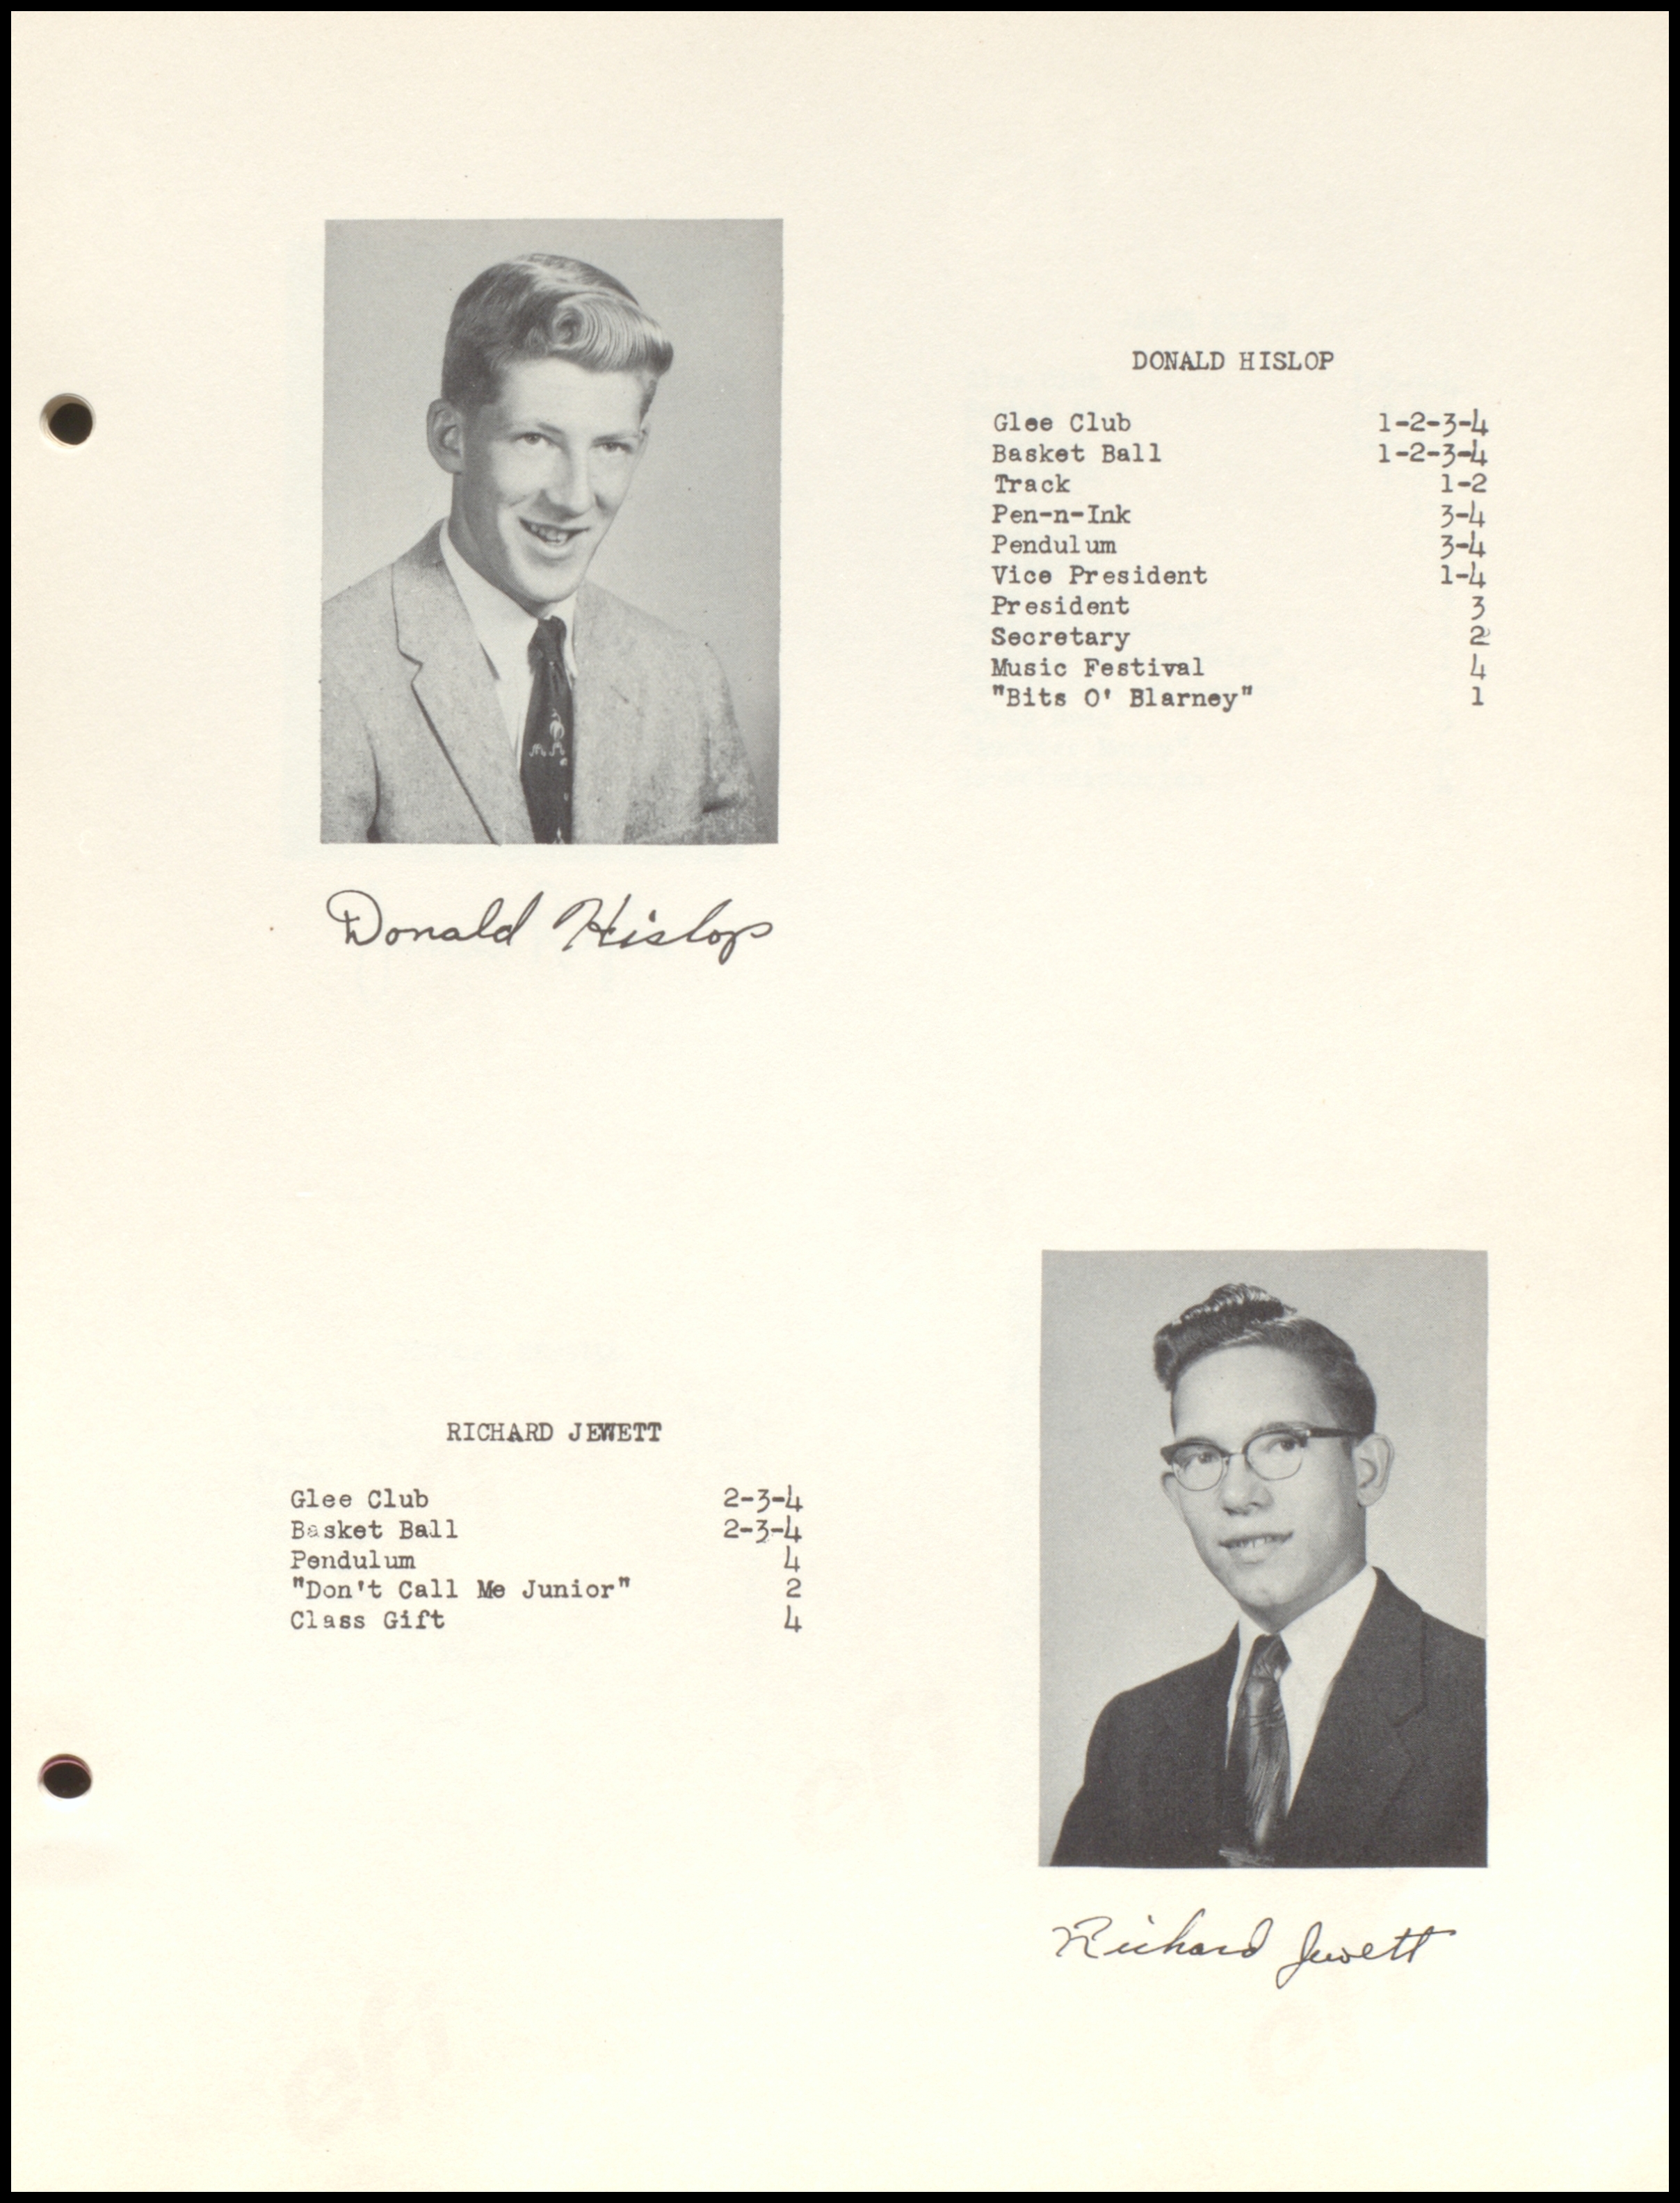 DONALD HISLOP
Glee Club 1-2-3-4
Basket Ball 1-2-3-4
Track 1-2
Pen-n-Ink 3-4
Pendulum 3-4
Vice President 1-4
President 3
Secretary 2
Music Festival 4
"Bits O' Blarney" 1
Donald Hislop
RICHARD JEWETT
Glee Club 2-3-4
Basket Ball 2-3-4
Pendulum 4
"Don't Call Me Junior" 2
Class Gift 4
Richard Jewett